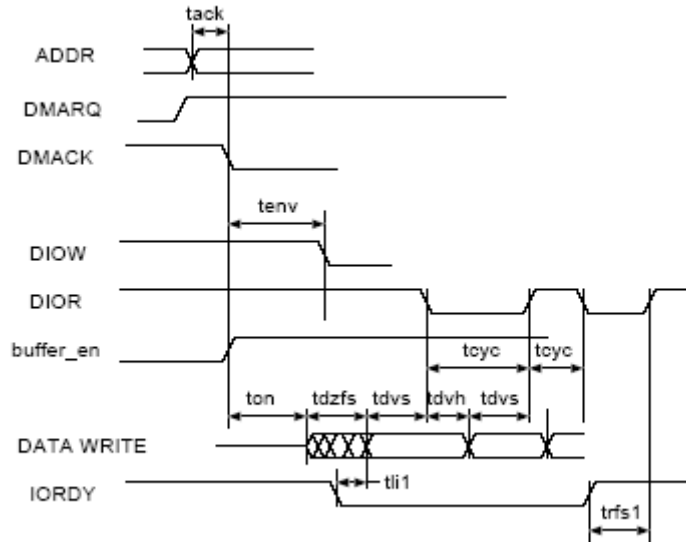 tack
ADDR
DMARQ
DMACK
tenv
DIOW
DIOR
buffer_en
tcyc tcyc
ton tdzfs tdvs tdvh tdvs
DATA WRITE
tli1
IORDY
trfs1